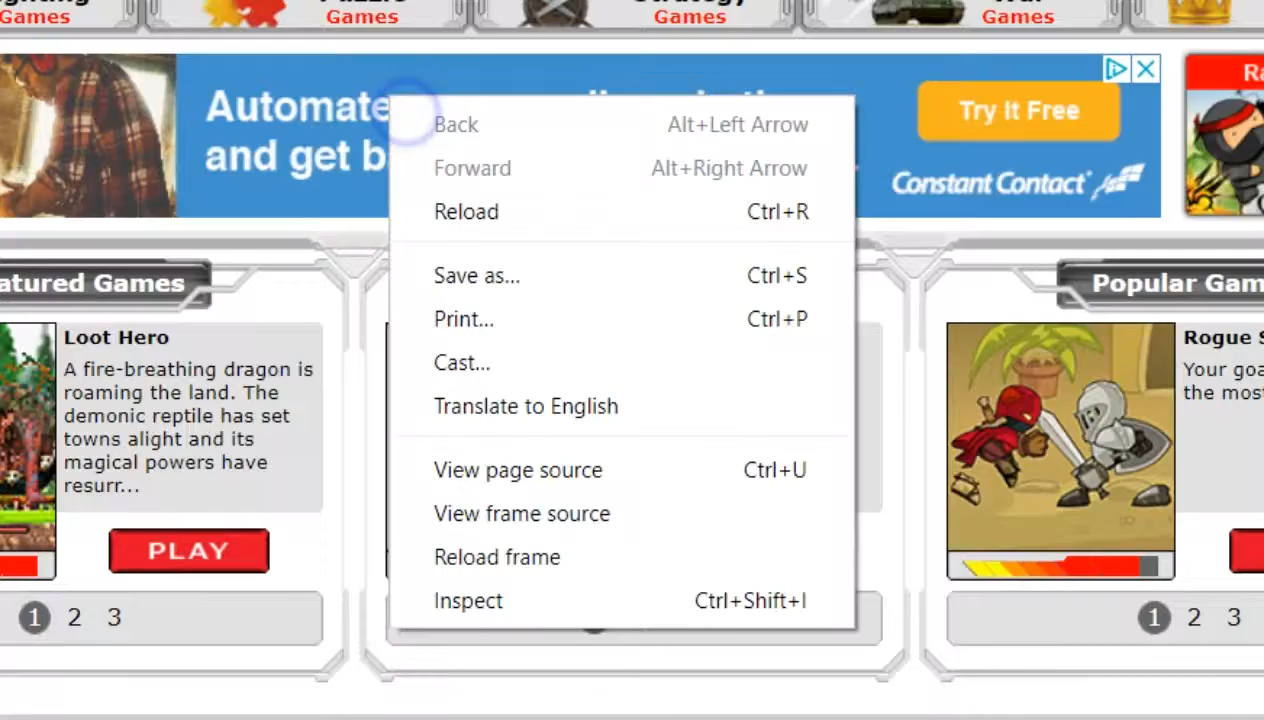 Games
Games
Games
Games
Automate
and get b
Try It Free
Constant Contact
Back Alt+Left Arrow
Forward Alt+Right Arrow
Reload Ctrl+R
Save as... Ctrl+S
Print... Ctrl+P
Cast...
Translate to English
View page source Ctrl+U
View frame source
Reload frame
Inspect Ctrl+Shift+I
atured Games
Loot Hero
A fire-breathing dragon is
roaming the land. The
demonic reptile has set
towns alight and its
magical powers have
resurr...
PLAY
1 2 3
Popular Gam
Rogue S
Your goa
the most
1 2 3